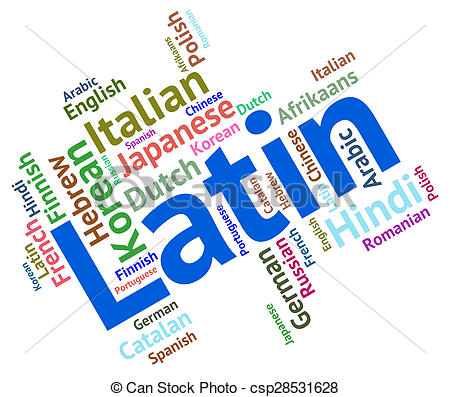 Romanian
Polish
Afrikaans
Arabic
English
Italian
Chinese
Dutch
Italian
Afrikaans
Spanish
Japanese
Korean
Russian
Dutch
Korean
Hebrew
Finnish
Hindi
French
Latin
Korean
Latin
Catalan
Hebrew
Chinese
Arabic
Polish
Hindi
Romanian
English
French
Russian
German
Japanese
Portuguese
Finnish
Portuguese
German
Catalan
Spanish
© Can Stock Photo - csp28531628